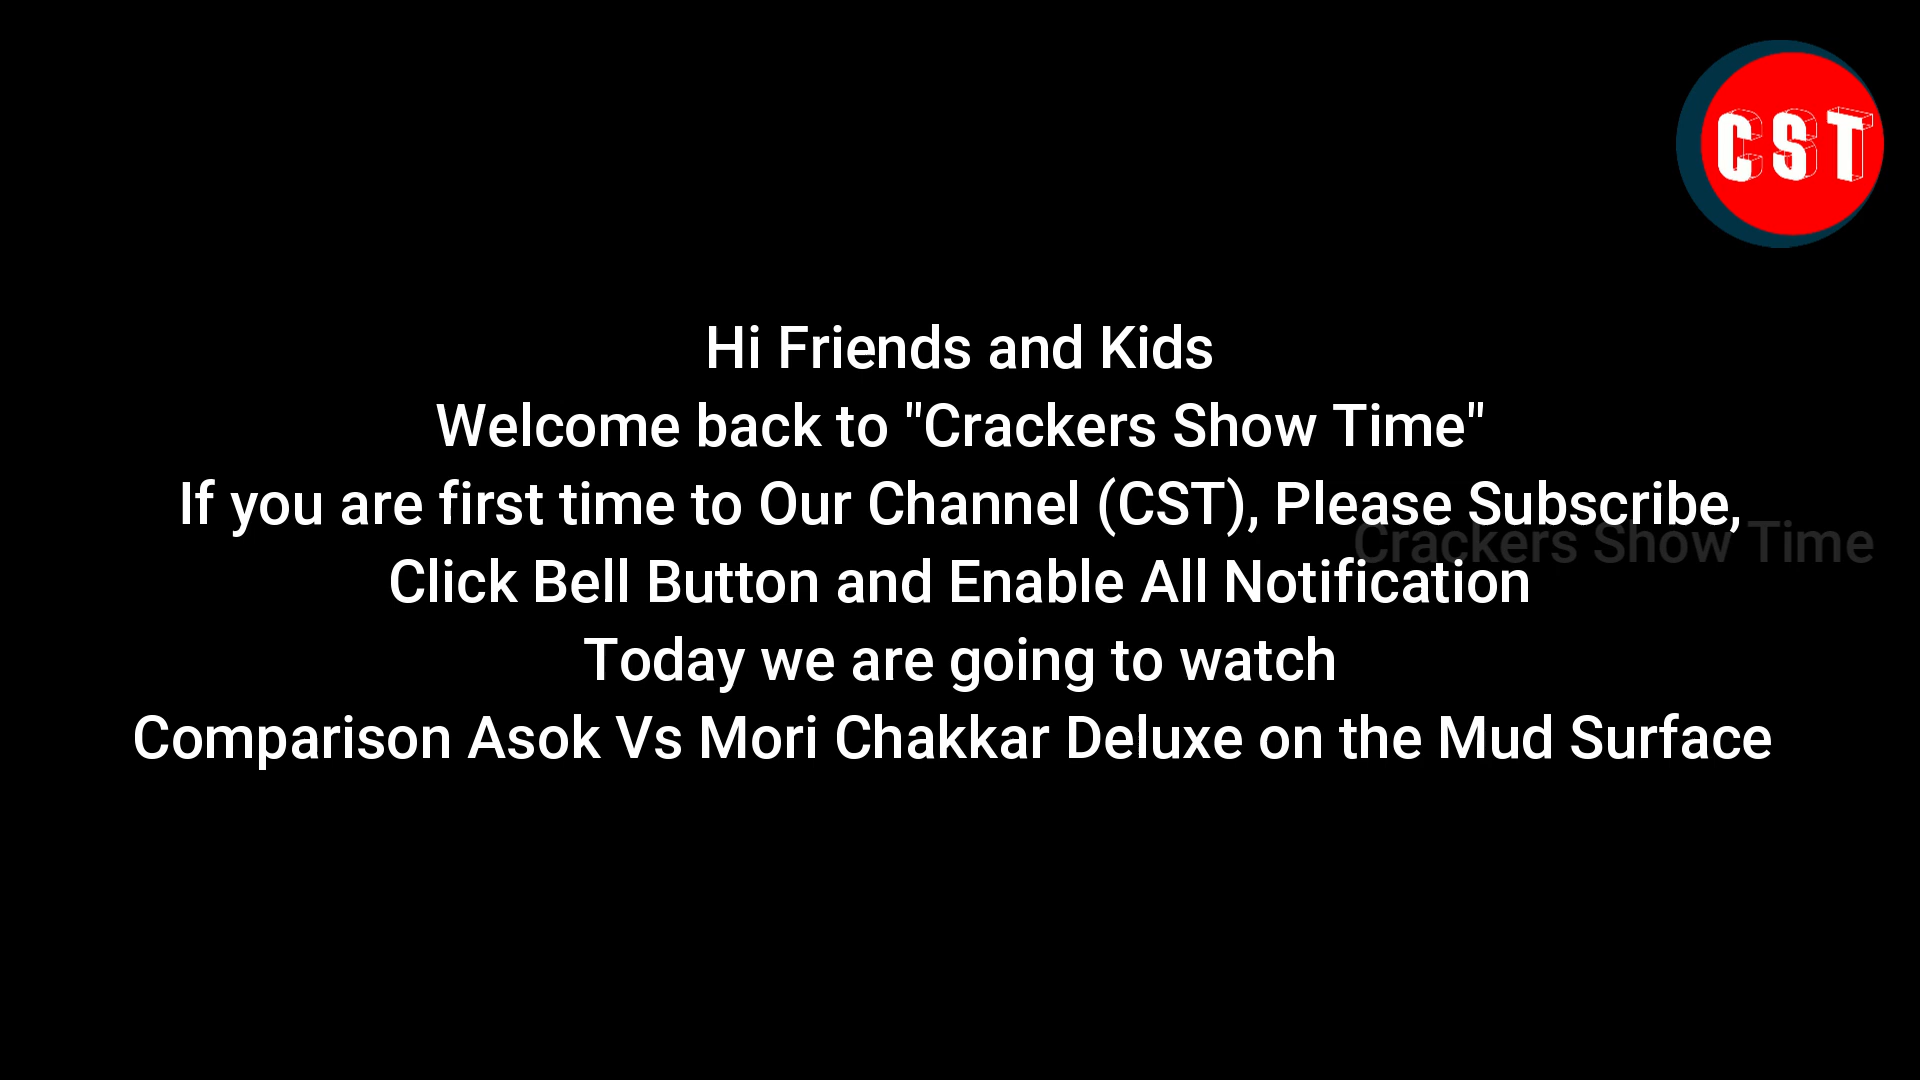 CST
Hi Friends and Kids
Welcome back to "Crackers Show Time"
If you are first time to Our Channel (CST), Please Subscribe,
Crackers Show Time
Click Bell Button and Enable All Notification
Today we are going to watch
Comparison Asok Vs Mori Chakkar Deluxe on the Mud Surface